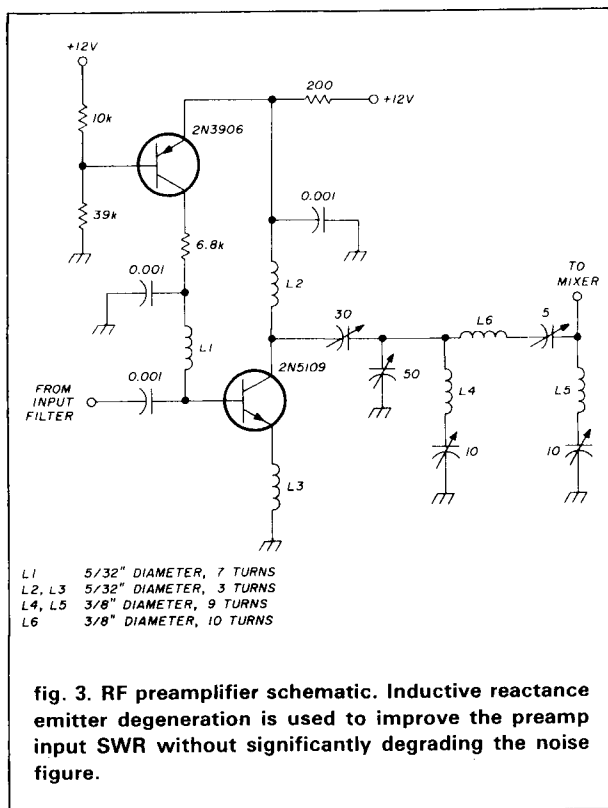 +12V
10k
39k
2N3906
200
+12V
0.001
6.8k
0.001
L1
L2
FROM
INPUT
FILTER
0.001
2N5109
L3
30
50
L4
10
L6
5
TO
MIXER
L5
10
L1 5/32" DIAMETER, 7 TURNS
L2, L3 5/32" DIAMETER, 3 TURNS
L4, L5 3/8" DIAMETER, 9 TURNS
L6 3/8" DIAMETER, 10 TURNS
fig. 3. RF preamplifier schematic. Inductive reactance
emitter degeneration is used to improve the preamp
input SWR without significantly degrading the noise
figure.